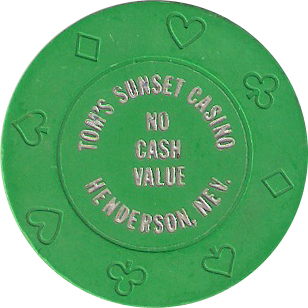 TOM'S SUNSET CASINO
NO
CASH
VALUE
HENDERSON, NEV.